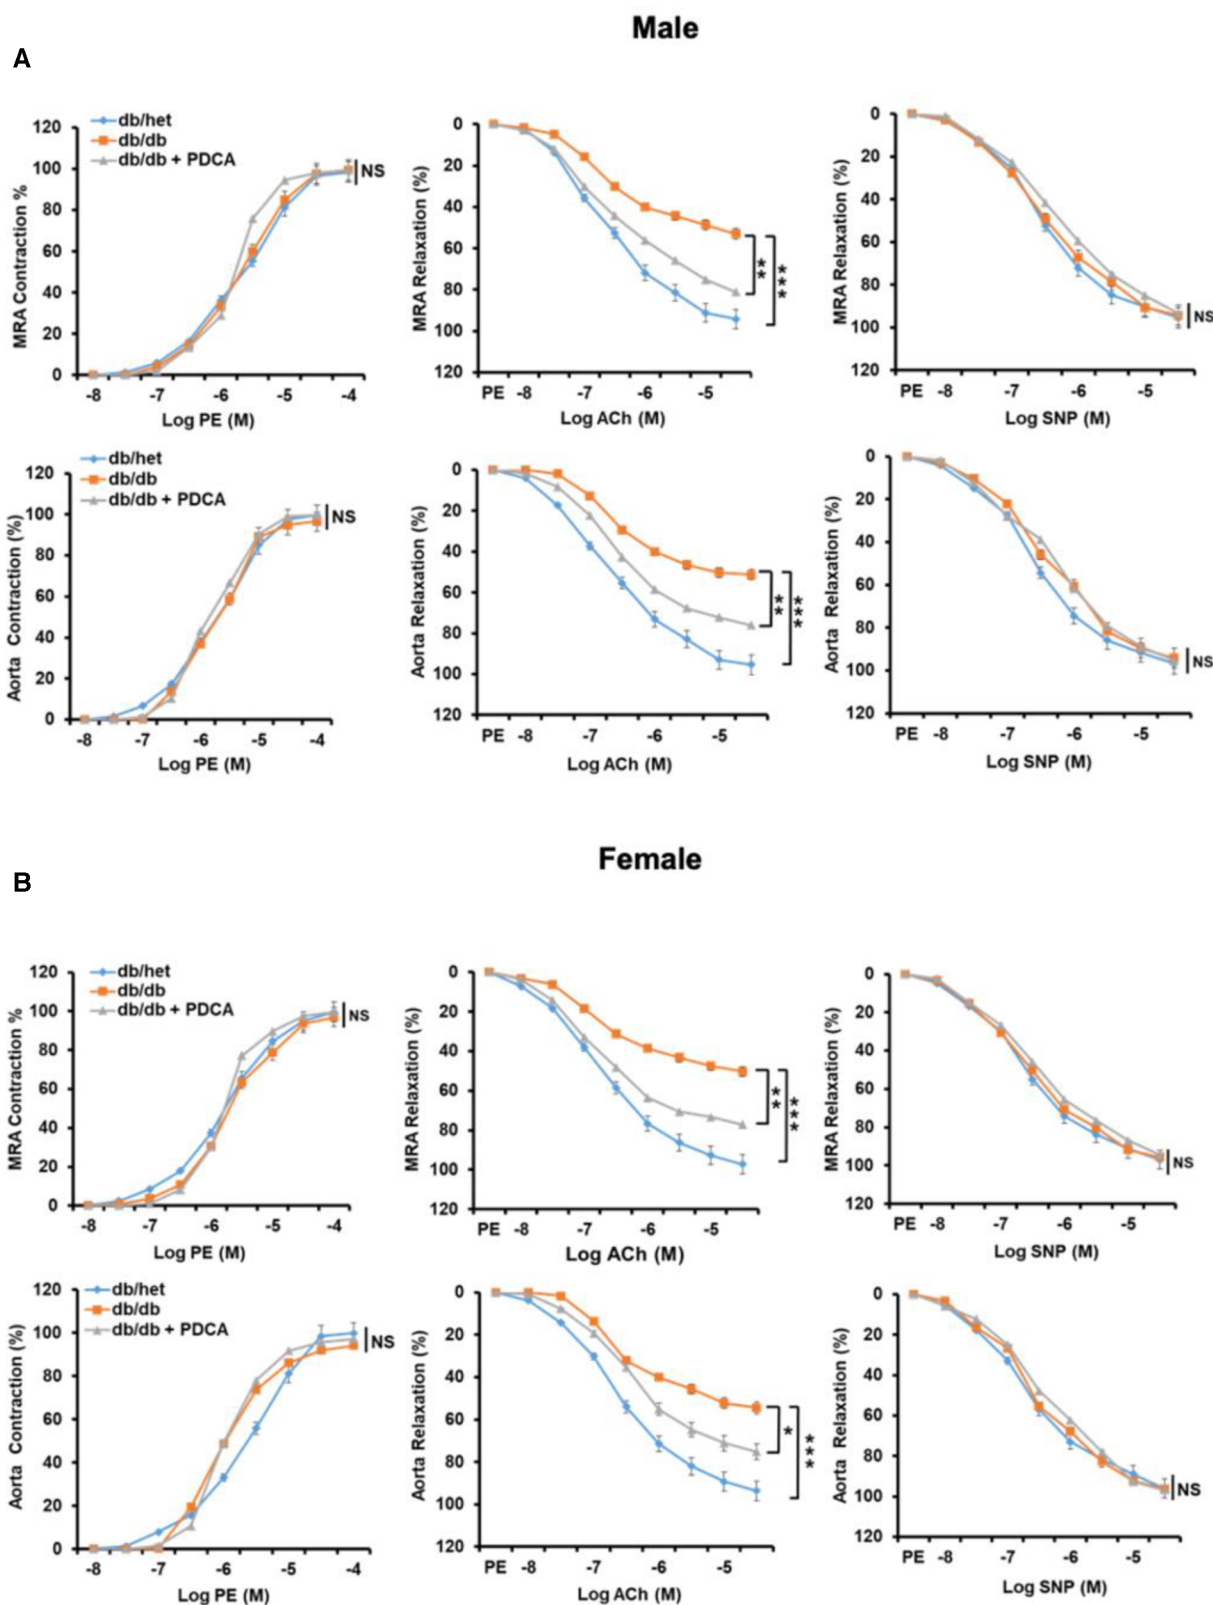 Male
A
db/het
db/db
db/db + PDCA
MRA Contraction %
120
100
80
60
40
20
0
-8 -7 -6 -5 -4
Log PE (M)
NS
MRA Relaxation (%)
0
20
40
60
80
100
120
PE -8 -7 -6 -5
Log ACh (M)
**
***
MRA Relaxation (%)
0
20
40
60
80
100
120
PE -8 -7 -6 -5
Log SNP (M)
NS
db/het
db/db
db/db + PDCA
Aorta Contraction (%)
120
100
80
60
40
20
0
-8 -7 -6 -5 -4
Log PE (M)
NS
Aorta Relaxation (%)
0
20
40
60
80
100
120
PE -8 -7 -6 -5
Log ACh (M)
**
***
Aorta Relaxation (%)
0
20
40
60
80
100
120
PE -8 -6 -5
Log SNP (M)
NS
Female
B
db/het
db/db
db/db + PDCA
MRA Contraction %
120
100
80
60
40
20
0
-8 -7 -6 -5 -4
Log PE (M)
NS
MRA Relaxation (%)
0
20
40
60
80
100
120
PE -8 -7 -6 -5
Log ACh (M)
**
***
MRA Relaxation (%)
0
20
40
60
80
100
120
PE -8 -7 -6 -5
Log SNP (M)
NS
db/het
db/db
db/db + PDCA
Aorta Contraction (%)
120
100
80
60
40
20
0
-8 -7 -6 -5 -4
Log PE (M)
NS
Aorta Relaxation (%)
0
20
40
60
80
100
120
PE -8 -7 -6 -5
Log ACh (M)
*
***
Aorta Relaxation (%)
0
20
40
60
80
100
120
PE -8 -7 -6 -5
Log SNP (M)
NS